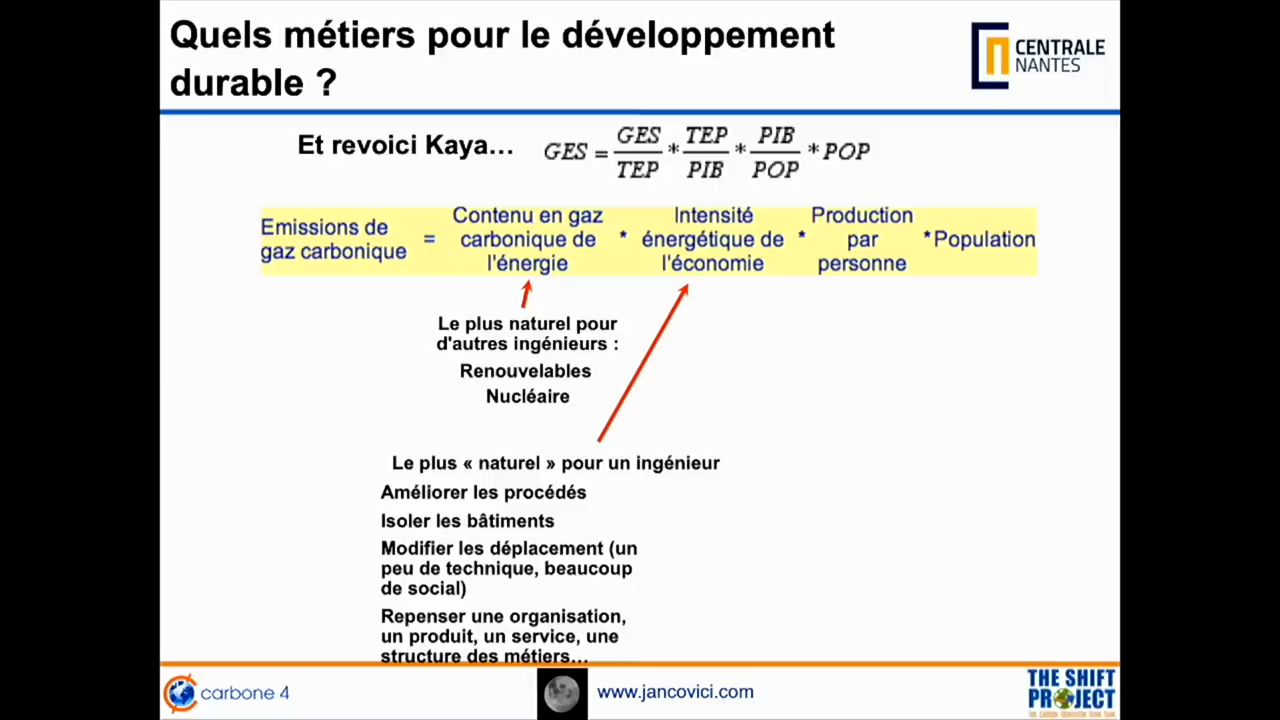 Quels métiers pour le développement
durable ?
CENTRALE
NANTES
Et revoici Kaya… GES = GES/TEP * TEP/PIB * PIB/POP * POP
Emissions de
gaz carbonique
=
Contenu en gaz
carbonique de
l'énergie
*
Intensité
énergétique de
l'économie
*
Production
par
personne
*Population
Le plus naturel pour
d'autres ingénieurs :
Renouvelables
Nucléaire
Le plus « naturel » pour un ingénieur
Améliorer les procédés
Isoler les bâtiments
Modifier les déplacement (un
peu de technique, beaucoup
de social)
Repenser une organisation,
un produit, un service, une
structure des métiers…
carbone 4
www.jancovici.com
THE SHIFT
PROJECT